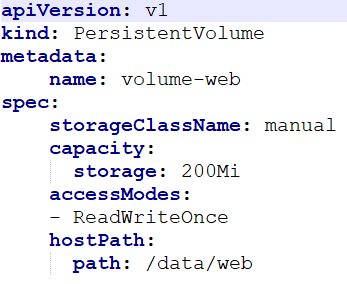 apiVersion: v1
kind: PersistentVolume
metadata:
    name: volume-web
spec:
    storageClassName: manual
    capacity:
      storage: 200Mi
    accessModes:
    - ReadWriteOnce
    hostPath:
      path: /data/web